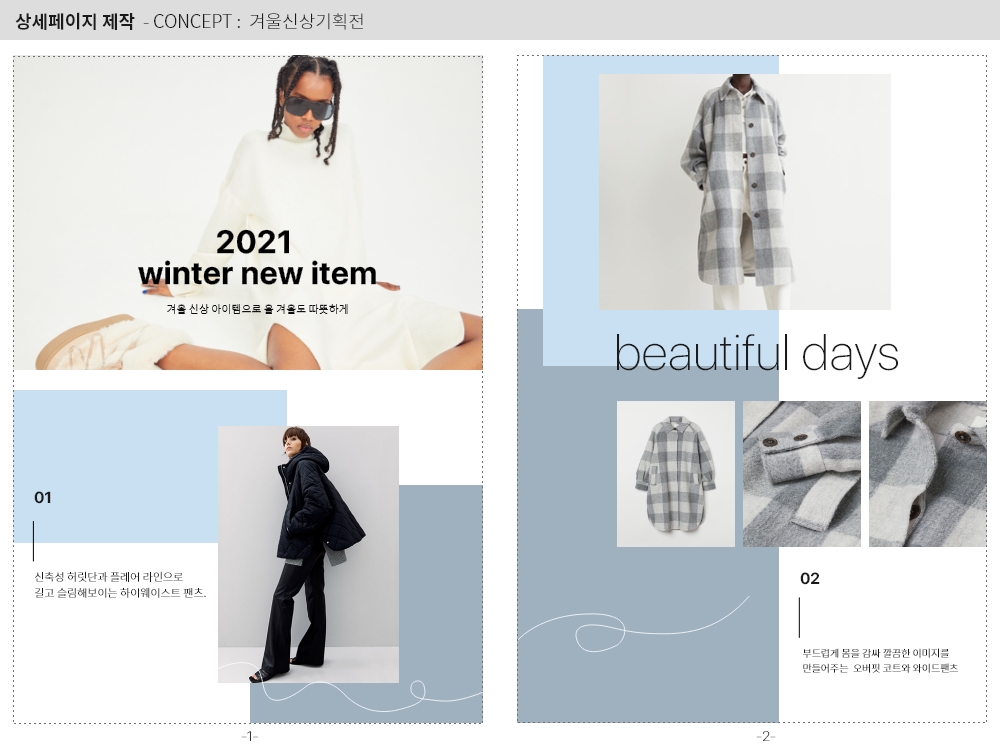 상세페이지 제작 - CONCEPT : 겨울신상기획전
2021
winter new item
겨울 신상 아이템으로 올 겨울도 따뜻하게
01
신축성 허릿단과 플레어 라인으로
길고 슬림해보이는 하이웨이스트 팬츠.
-1-
beautiful days
02
부드럽게 몸을 감싸 깔끔한 이미지를
만들어주는 오버핏 코트와 와이드팬츠
-2-